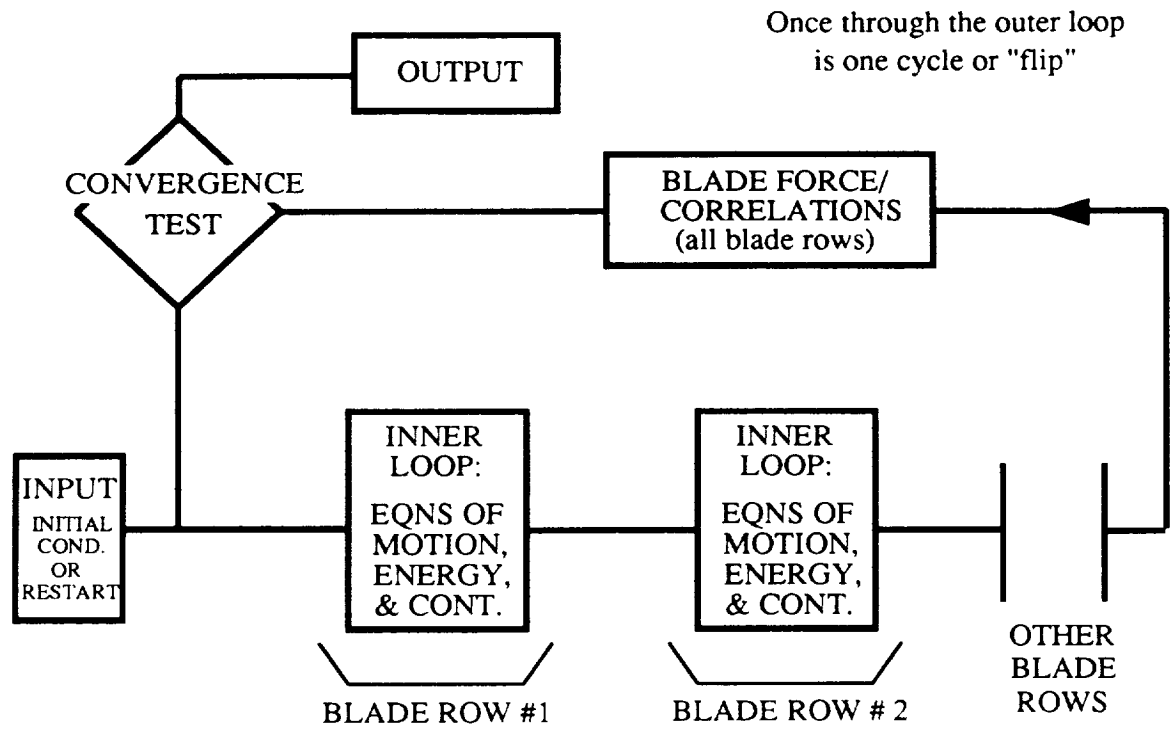 Once through the outer loop
is one cycle or "flip"
OUTPUT
CONVERGENCE
TEST
BLADE FORCE/
CORRELATIONS
(all blade rows)
INPUT
INITIAL
COND.
OR
RESTART
INNER
LOOP:
EQNS OF
MOTION,
ENERGY,
& CONT.
INNER
LOOP:
EQNS OF
MOTION,
ENERGY,
& CONT.
OTHER
BLADE
ROWS
BLADE ROW #1
BLADE ROW # 2